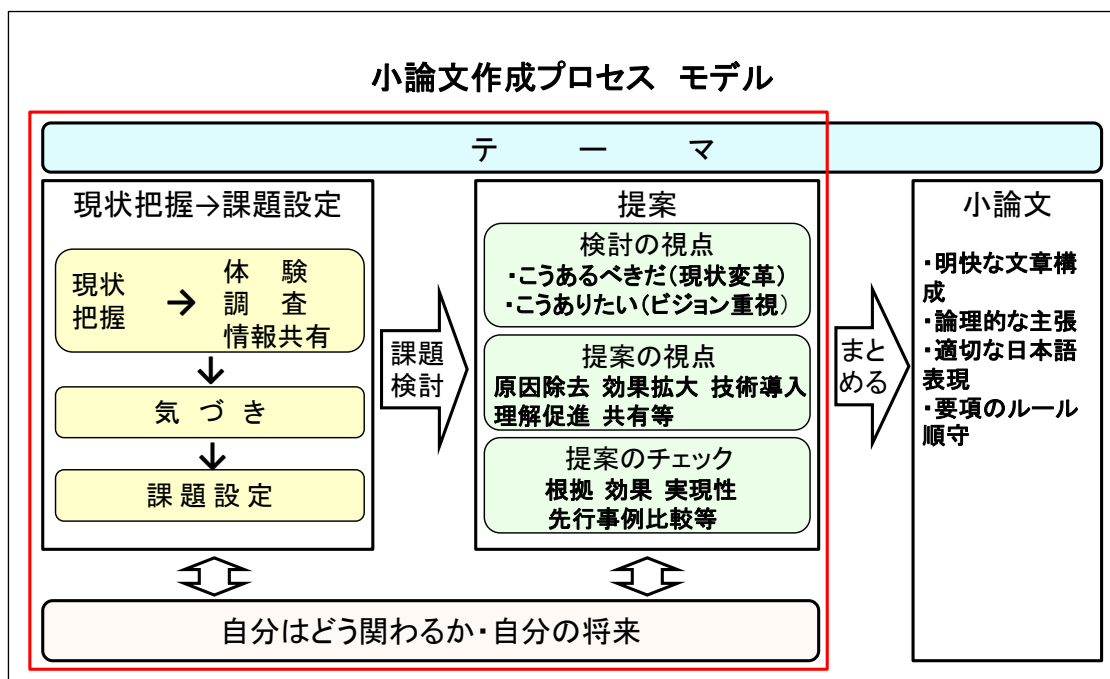 小論文作成プロセス モデル
テーマ
現状把握→課題設定
現状
把握
→
体 験
調 査
情報共有
↓
気 づ き
↓
課 題 設 定
課題
検討
提案
検討の視点
・こうあるべきだ(現状変革)
・こうありたい(ビジョン重視)
提案の視点
原因除去 効果拡大 技術導入
理解促進 共有等
提案のチェック
根拠 効果 実現性
先行事例比較等
まと
める
小論文
・明快な文章構
成
・論理的な主張
・適切な日本語
表現
・要項のルール
順守
自分はどう関わるか・自分の将来